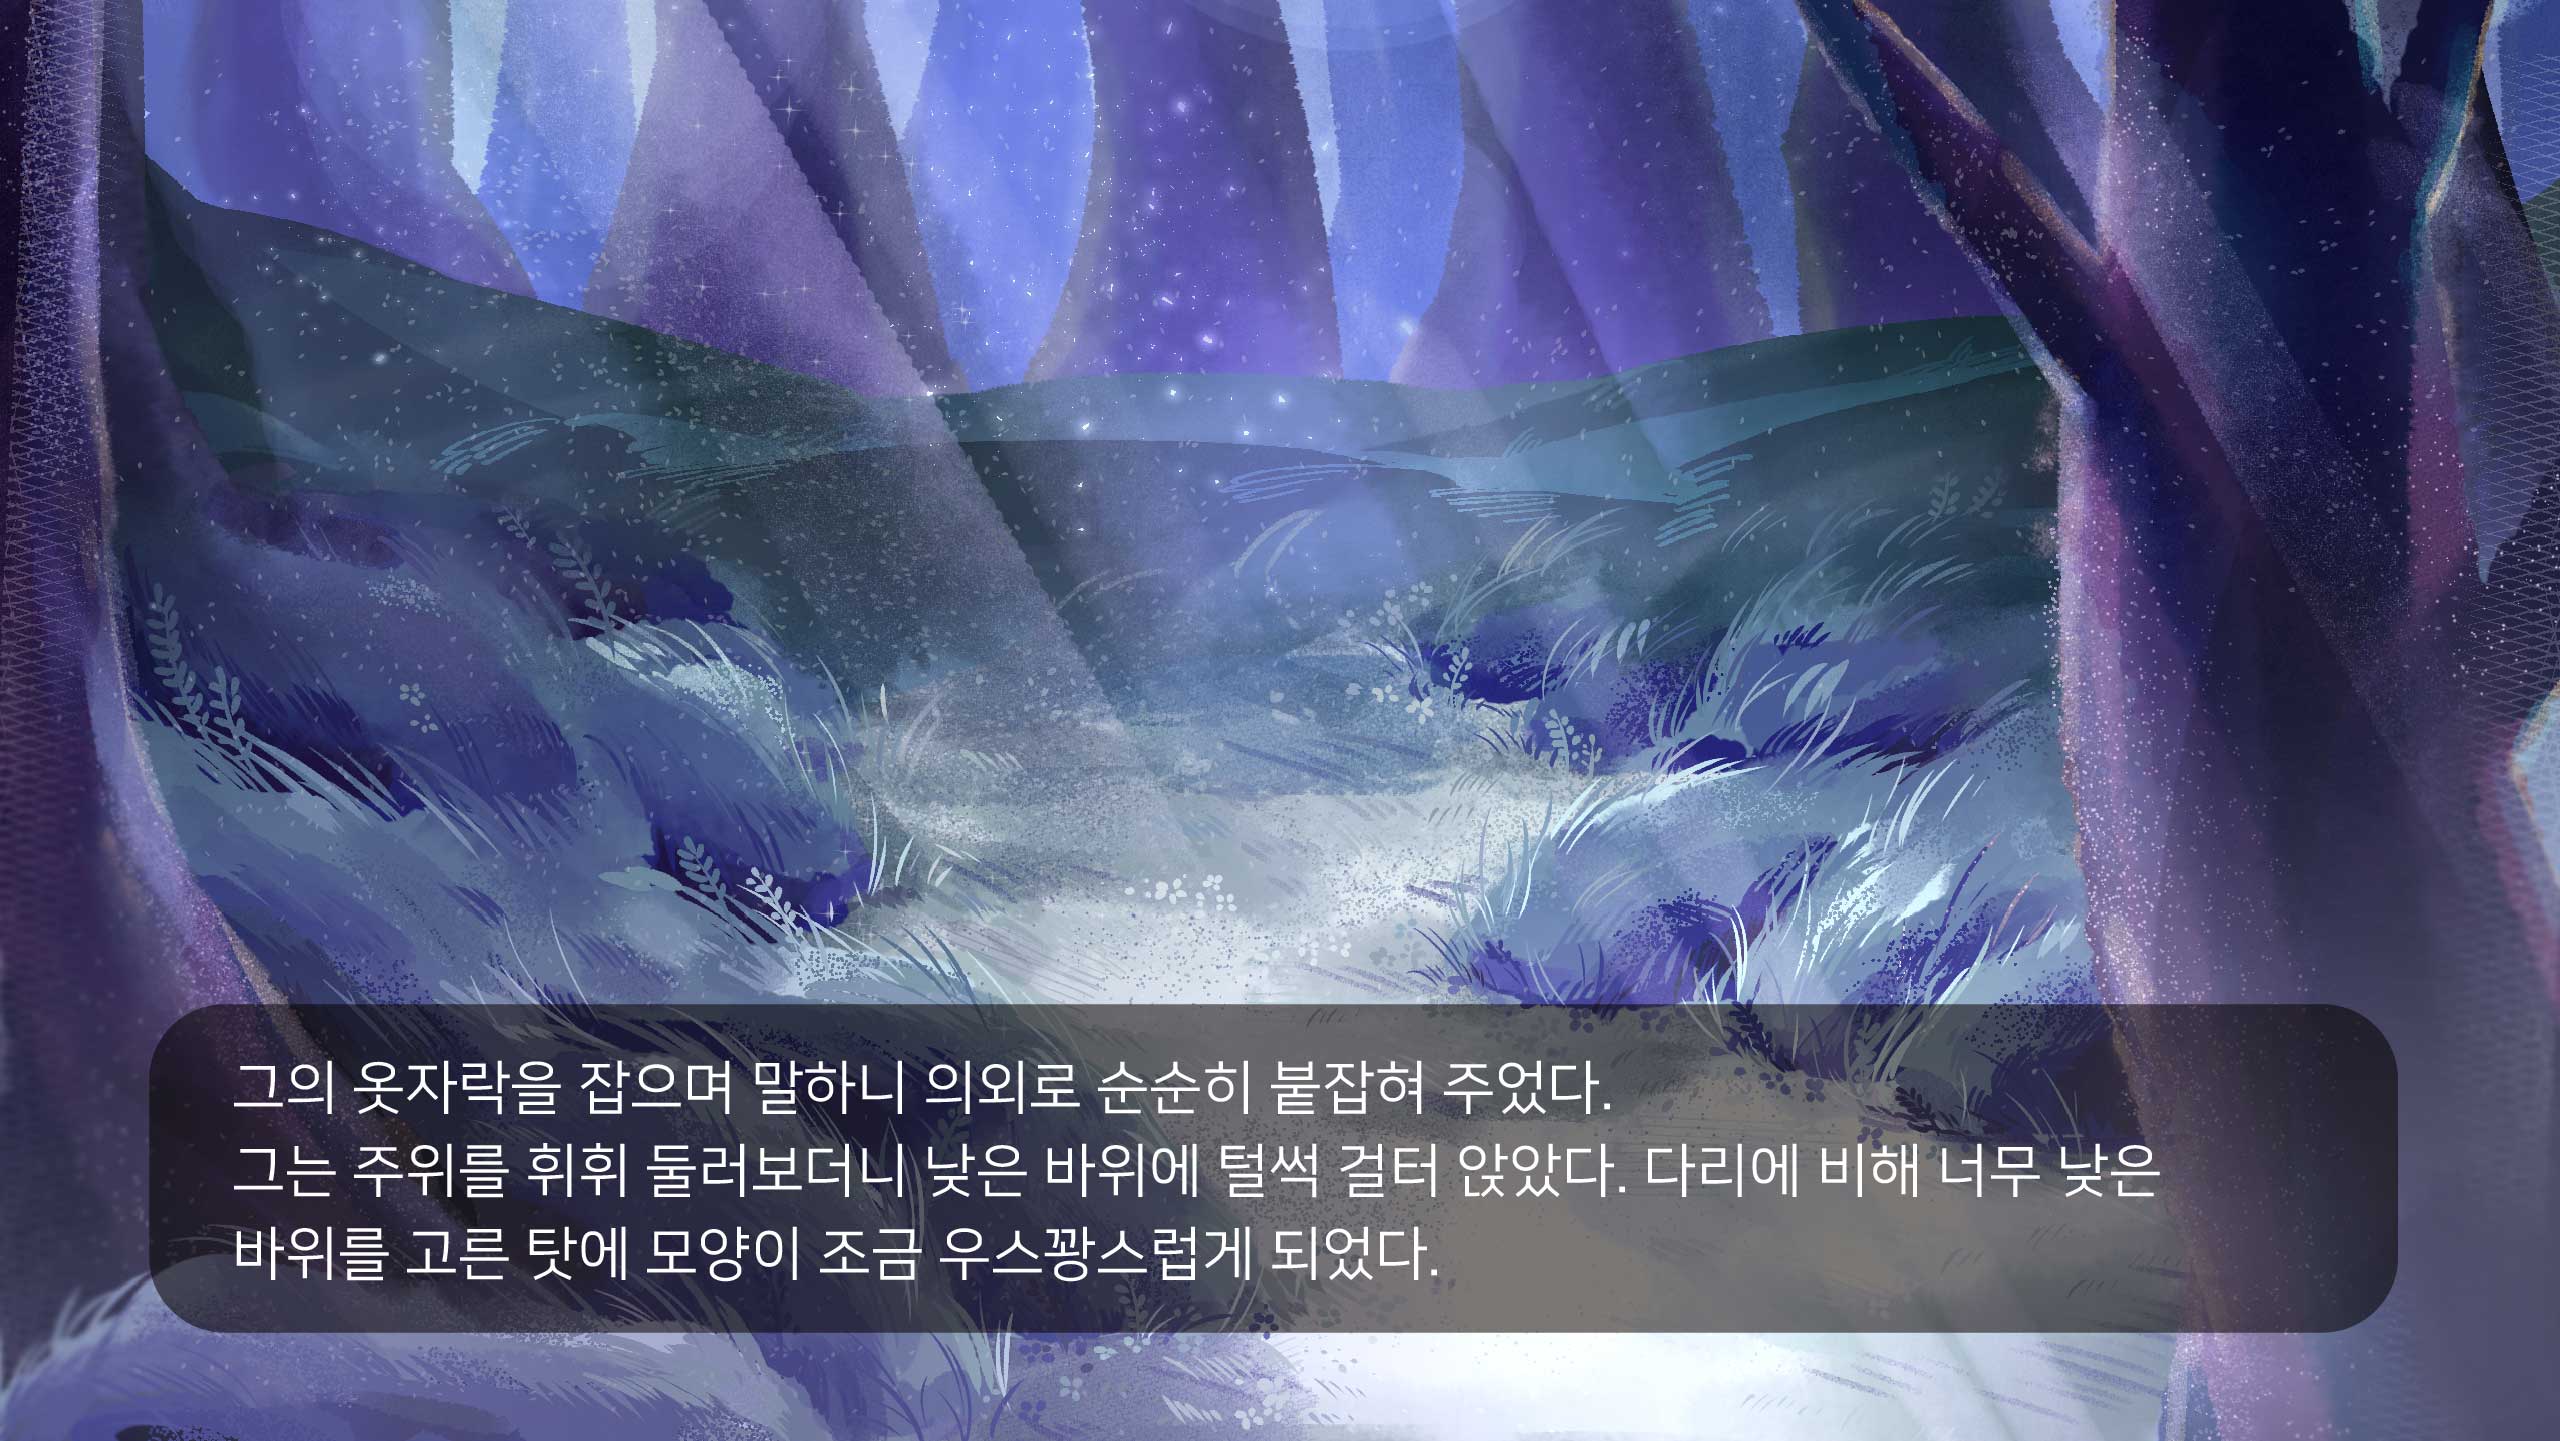 그의 옷자락을 잡으며 말하니 의외로 순순히 붙잡혀 주었다.
그는 주위를 휘휘 둘러보더니 낮은 바위에 털썩 걸터 앉았다. 다리에 비해 너무 낮은
바위를 고른 탓에 모양이 조금 우스꽝스럽게 되었다.